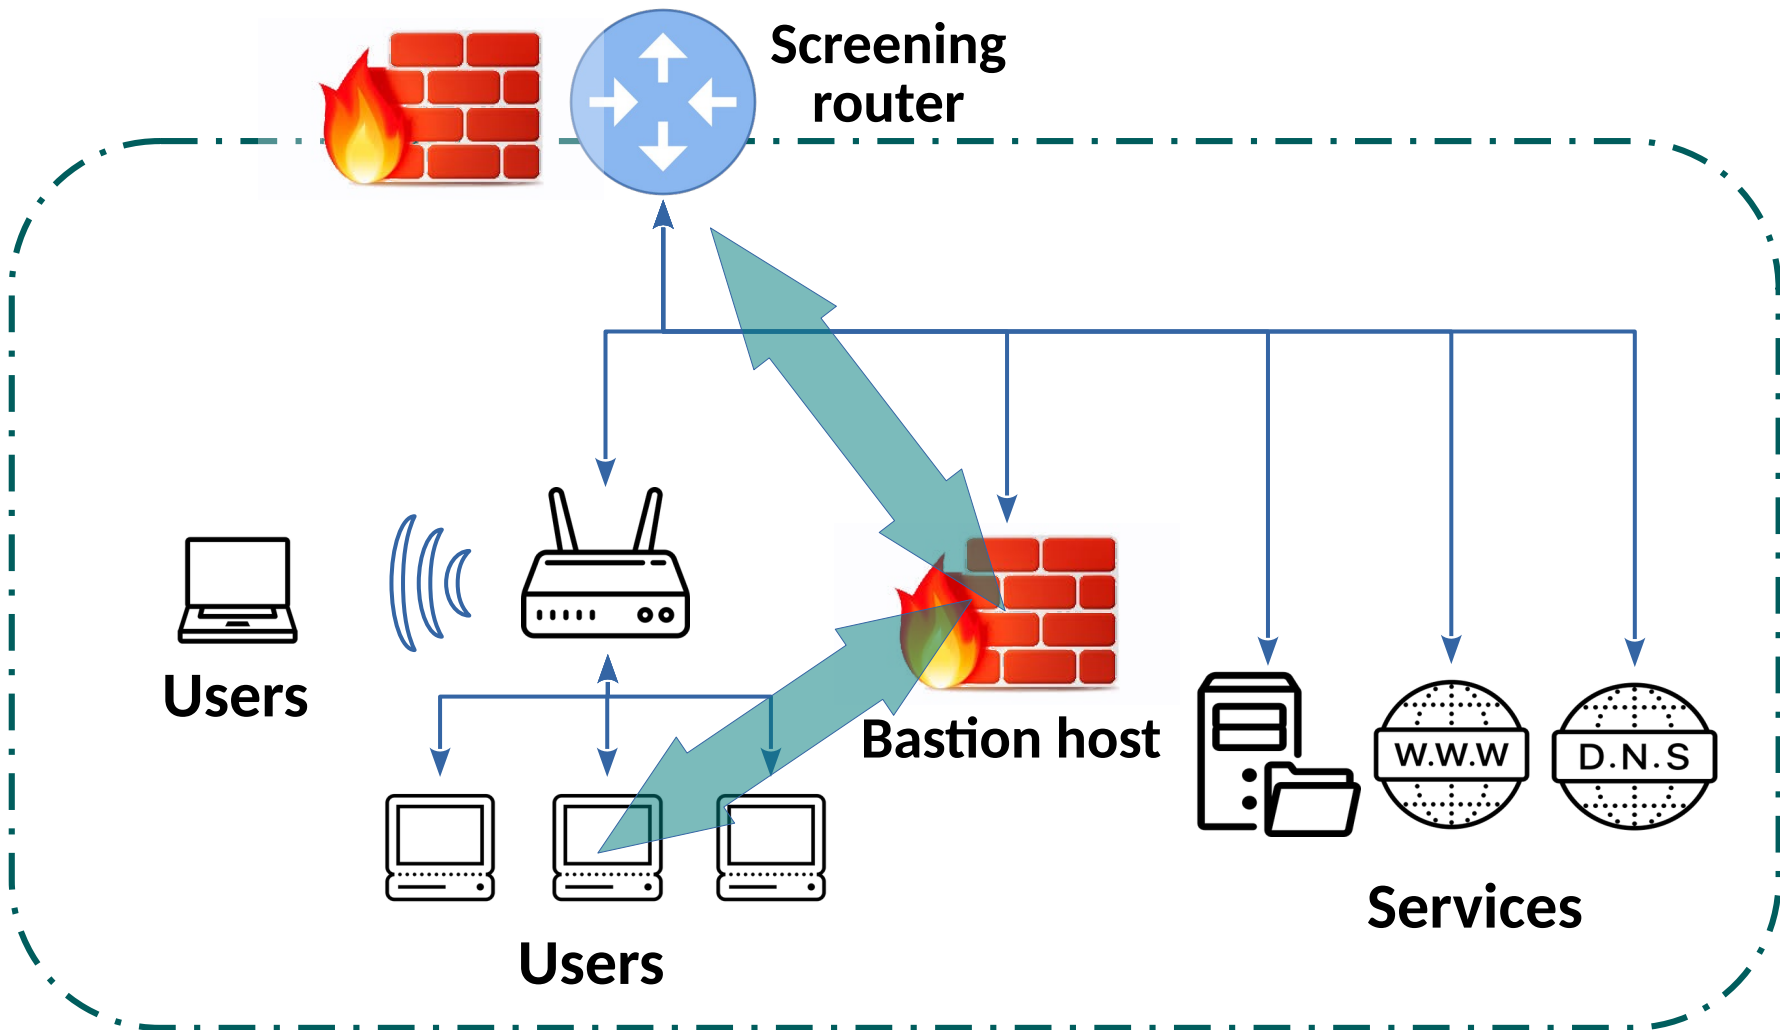 Screening
router
Users
Bastion host
W.W.W
D.N.S
Services
Users